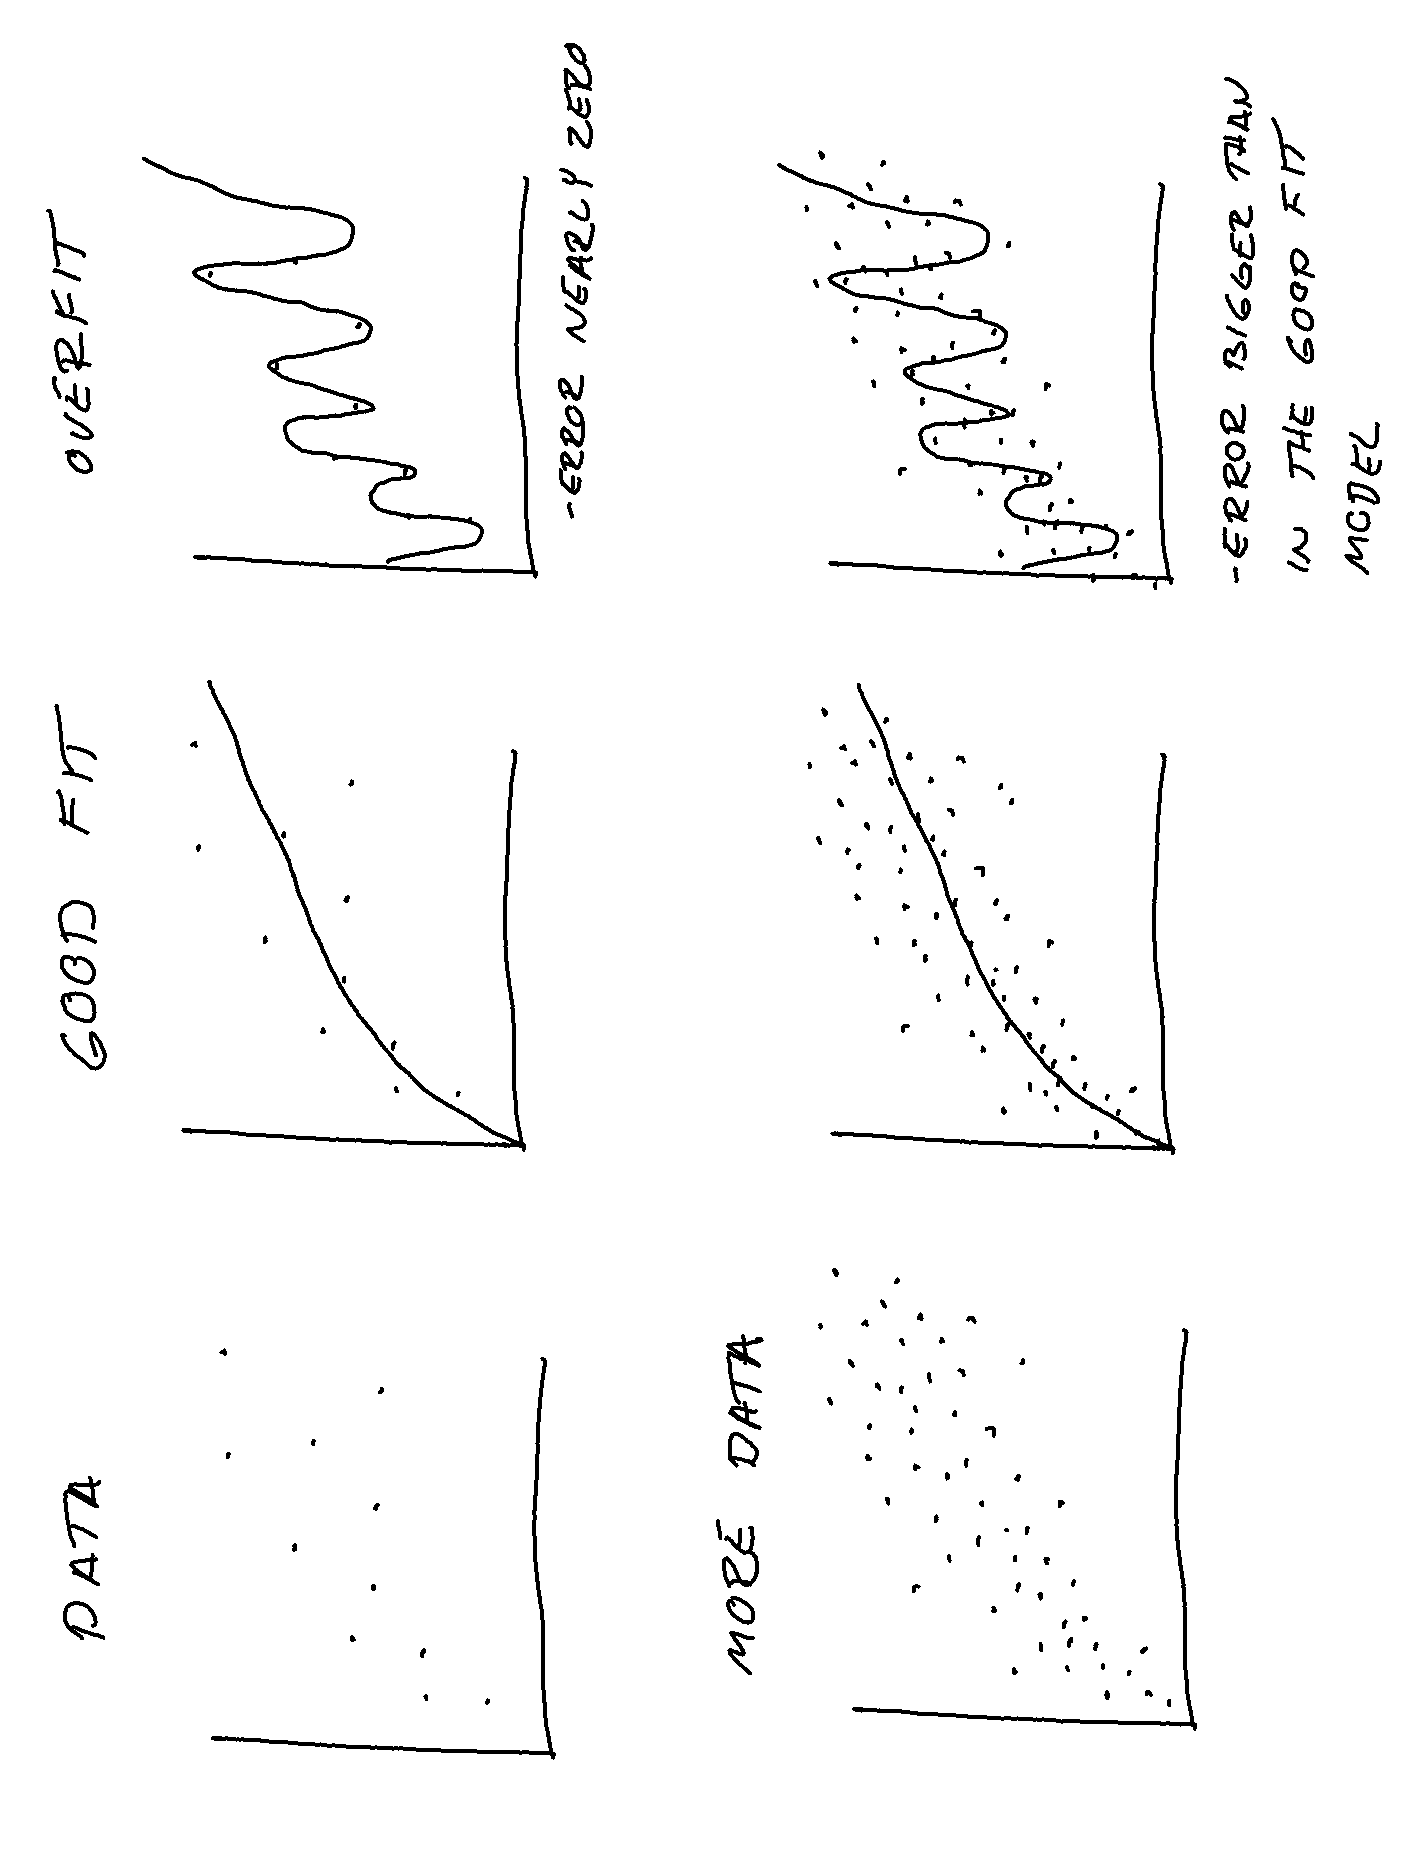 DATA
GOOD FIT
OVERFIT
-ERROR NEARLY ZERO
MORE DATA
-ERROR BIGGER THAN
IN THE GOOD FIT
MODEL